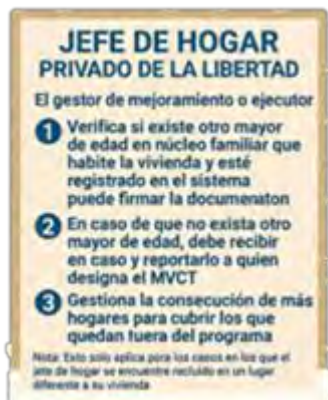 JEFE DE HOGAR
PRIVADO DE LA LIBERTAD
El gestor de mejoramiento o ejecutor
1 Verifica si existe otro mayor
de edad en núcleo familiar que
habite la vivienda y esté
registrado en el sistema
puede firmar la documenaton
2 En caso de que no exista otro
mayor de edad, debe recibir
en caso y reportarlo a quien
designa el MVCT
3 Gestiona la consecución de más
hogares para cubrir los que
quedan fuera del programa
Nota: Esto solo aplica para los casos en los que el
jefe de hogar se encuentre recluido en un lugar
diferente a su vivienda